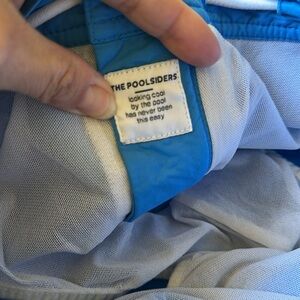 THE POOLSIDERS
looking cool
by the pool
has never been
this easy